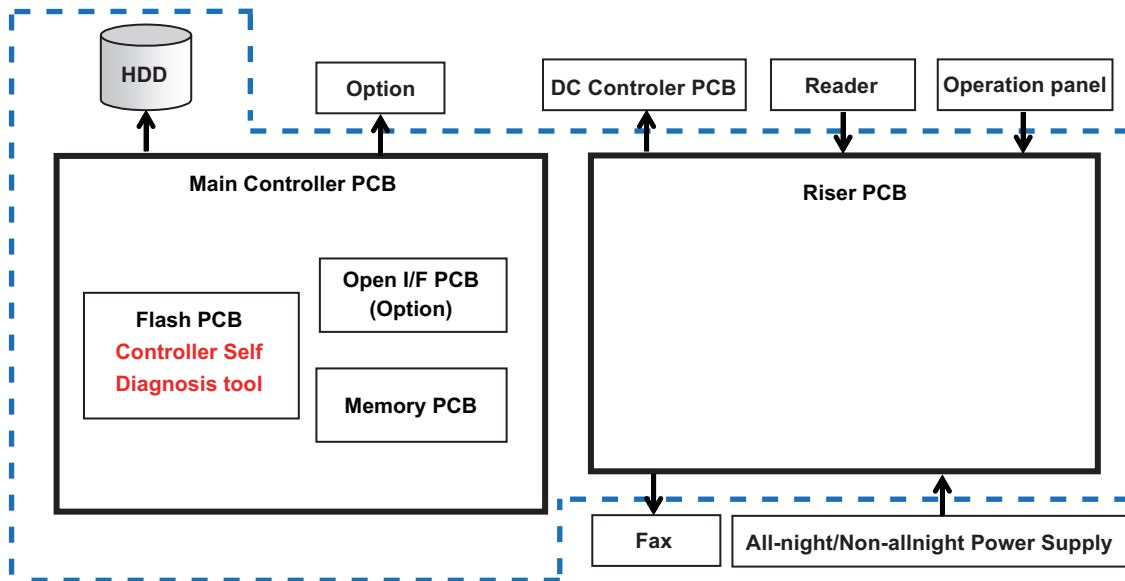 HDD
Option
DC Controler PCB
Reader
Operation panel
Main Controller PCB
Riser PCB
Open I/F PCB
(Option)
Flash PCB
Controller Self
Diagnosis tool
Memory PCB
Fax
All-night/Non-allnight Power Supply